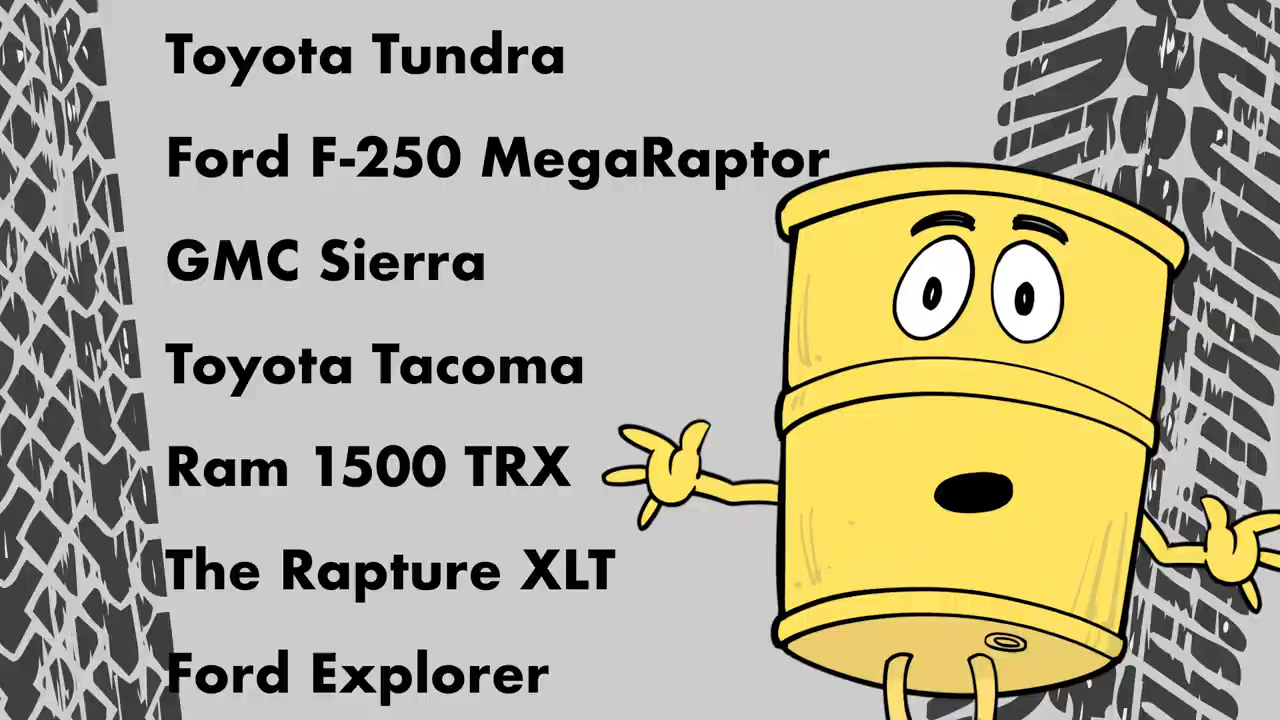 Toyota Tundra
Ford F-250 MegaRaptor
GMC Sierra
Toyota Tacoma
Ram 1500 TRX
The Rapture XLT
Ford Explorer